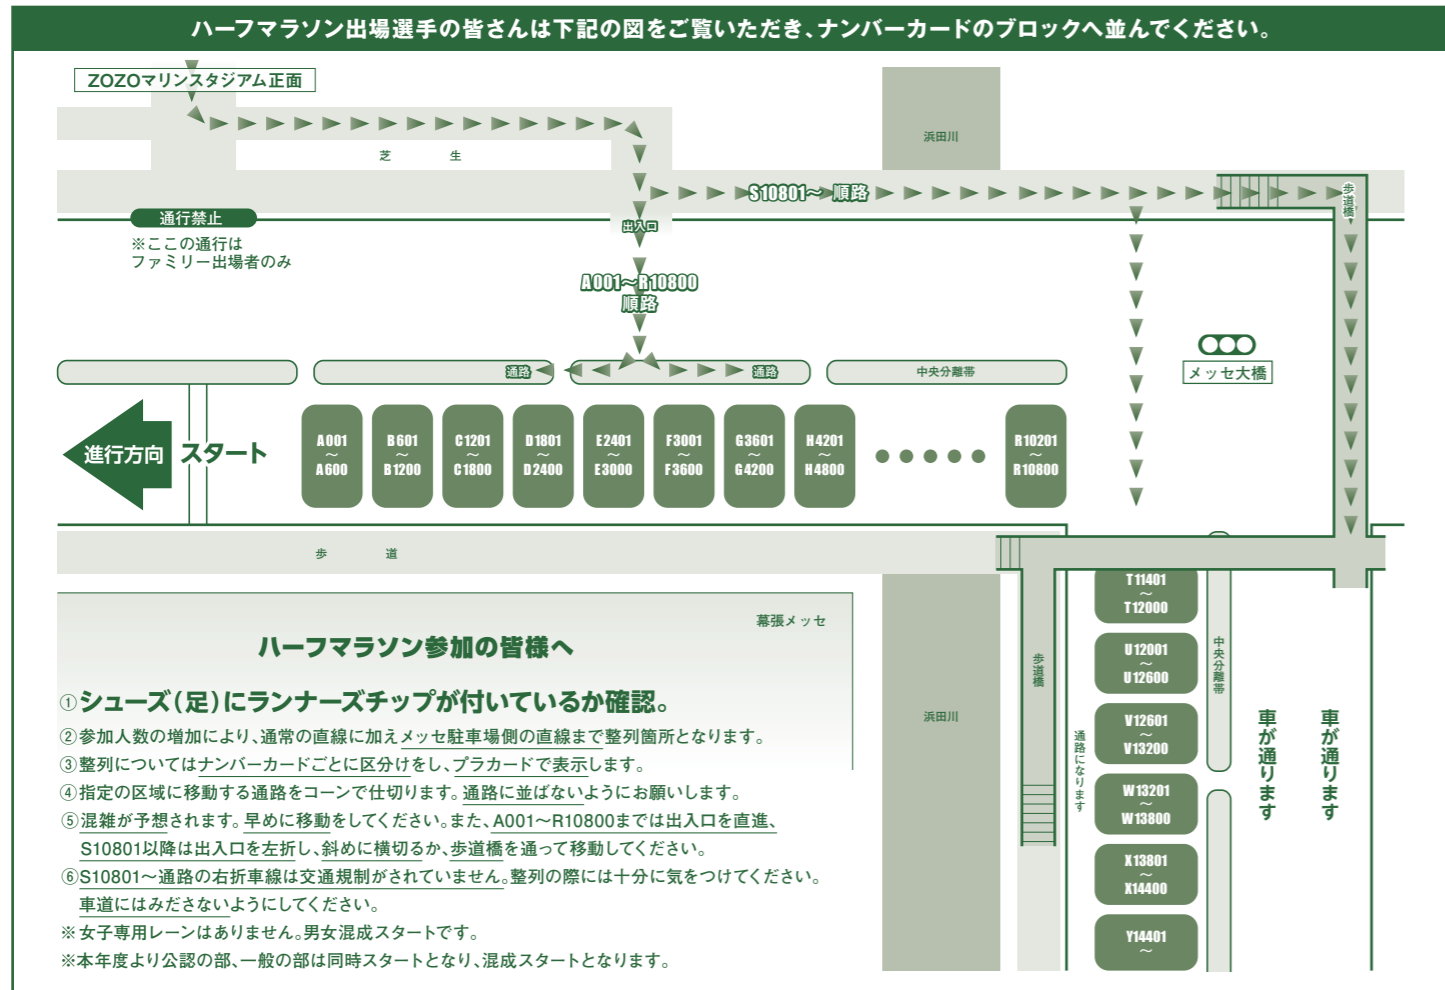 ハーフマラソン出場選手の皆さんは下記の図をご覧いただき、ナンバーカードのブロックへ並んでください。
ZOZOマリンスタジアム正面
浜田川
芝 生
S10801～ 順路
歩道橋
通行禁止
出入口
※ここの通行は
ファミリー出場者のみ
A001～R10800
順路
メッセ大橋
通路
通路
中央分離帯
進行方向
スタート
A001
～
A600
B601
～
B1200
C1201
～
C1800
D1801
～
D2400
E2401
～
E3000
F3001
～
F3600
G3601
～
G4200
H4201
～
H4800
R10201
～
R10800
歩 道
T11401
～
T12000
U12001
～
U12600
V12601
～
V13200
W13201
～
W13800
X13801
～
X14400
Y14401
～
中央分離帯
歩道橋
通路になります
車が通ります
車が通ります
浜田川
幕張メッセ
ハーフマラソン参加の皆様へ
①シューズ（足）にランナーズチップが付いているか確認。
②参加人数の増加により、通常の直線に加えメッセ駐車場側の直線まで整列箇所となります。
③整列についてはナンバーカードごとに区分けをし、プラカードで表示します。
④指定の区域に移動する通路をコーンで仕切ります。通路に並ばないようにお願いします。
⑤混雑が予想されます。早めに移動をしてください。また、A001～R10800までは出入口を直進、
S10801以降は出入口を左折し、斜めに横切るか、歩道橋を通って移動してください。
⑥S10801～通路の右折車線は交通規制がされていません。整列の際には十分に気をつけてください。
車道にはみださないようにしてください。
※女子専用レーンはありません。男女混成スタートです。
※本年度より公認の部、一般の部は同時スタートとなり、混成スタートとなります。